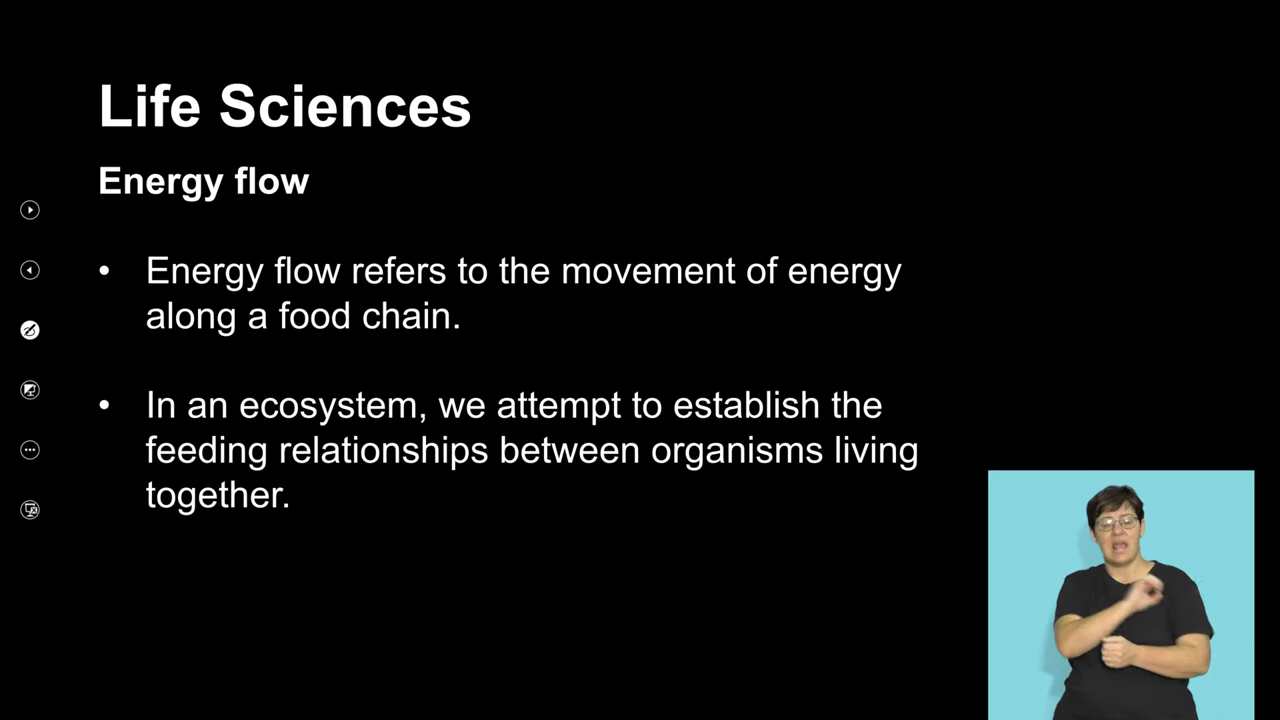 Life Sciences
Energy flow
• Energy flow refers to the movement of energy
along a food chain.
• In an ecosystem, we attempt to establish the
feeding relationships between organisms living
together.